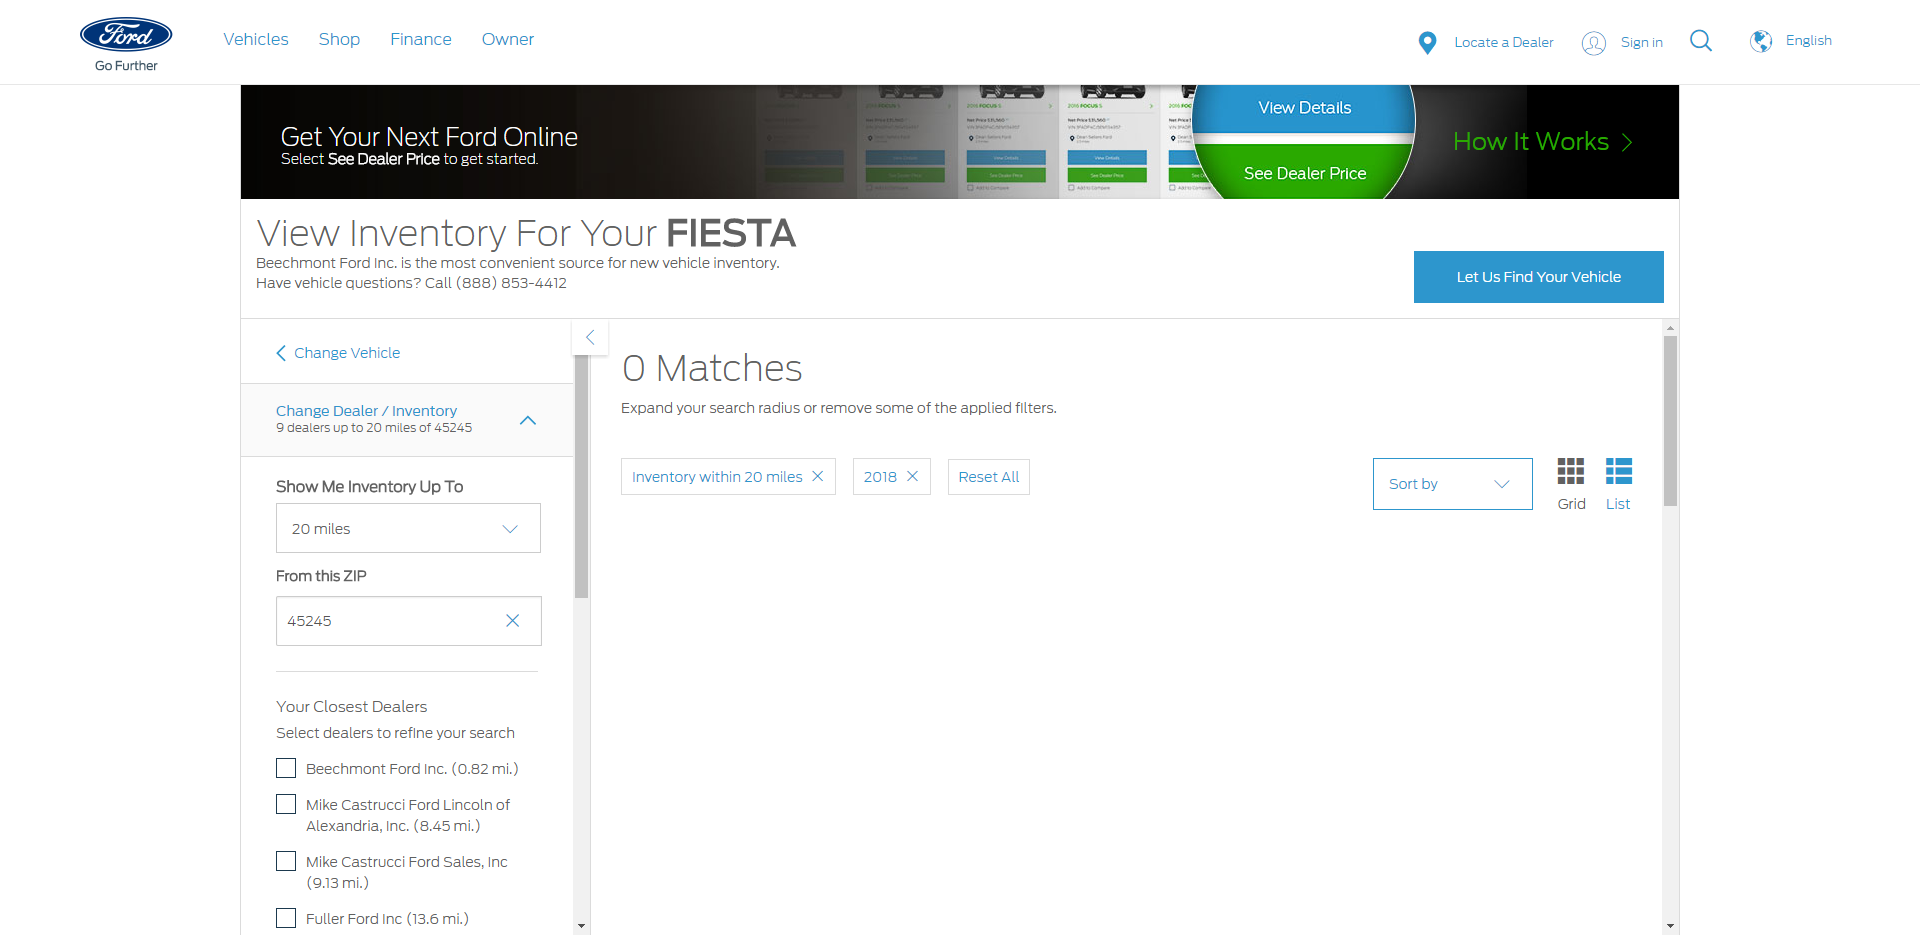 Ford
Go Further
Vehicles
Shop
Finance
Owner
Locate a Dealer
Sign in
English
Get Your Next Ford Online
Select See Dealer Price to get started.
View Details
See Dealer Price
How It Works
View Inventory For Your FIESTA
Beechmont Ford Inc. is the most convenient source for new vehicle inventory.
Have vehicle questions? Call (888) 853-4412
Let Us Find Your Vehicle
Change Vehicle
Change Dealer / Inventory
9 dealers up to 20 miles of 45245
Show Me Inventory Up To
20 miles
From this ZIP
45245
Your Closest Dealers
Select dealers to refine your search
Beechmont Ford Inc. (0.82 mi.)
Mike Castrucci Ford Lincoln of
Alexandria, Inc. (8.45 mi.)
Mike Castrucci Ford Sales, Inc
(9.13 mi.)
Fuller Ford Inc (13.6 mi.)
0 Matches
Expand your search radius or remove some of the applied filters.
Inventory within 20 miles
2018
Reset All
Sort by
Grid
List